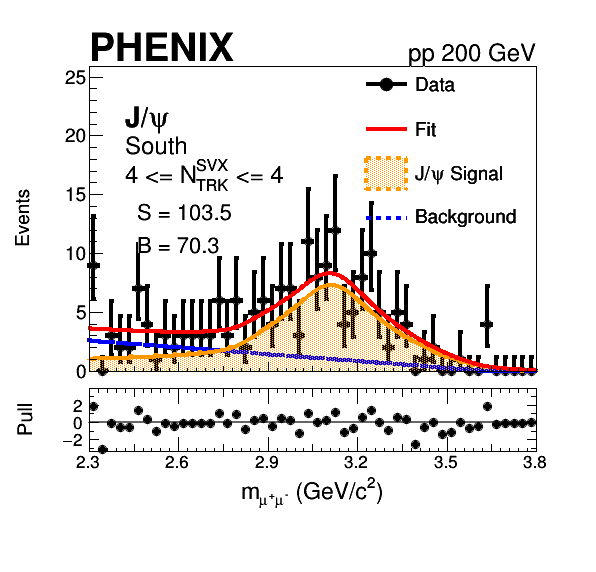 PHENIX pp 200 GeV
25
20
15
10
5
0
Events
J/ψ
South
4 <= N^SVX_TRK <= 4
S = 103.5
B = 70.3
Data
Fit
J/ψ Signal
Background
Pull
2
0
−2
2.3 2.6 2.9 3.2 3.5 3.8
m_μ⁺μ⁻ (GeV/c²)